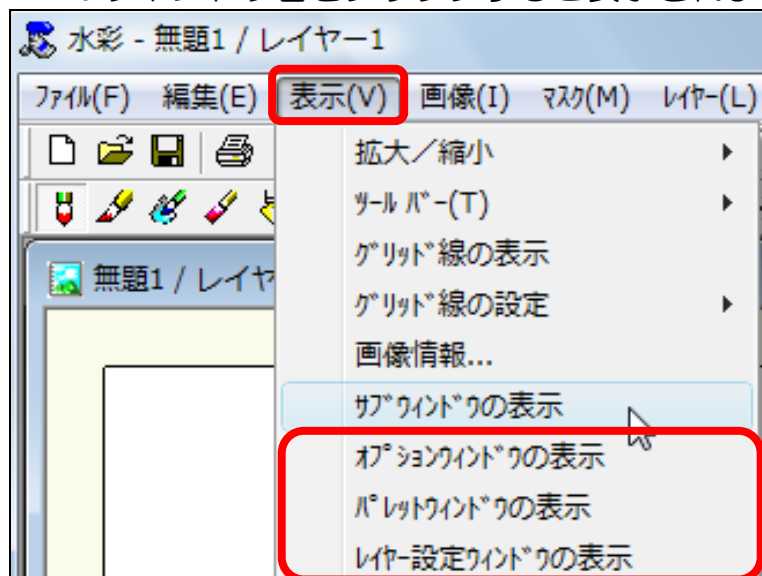 水彩 - 無題1 / レイヤー1
ﾌｧｲﾙ(F) 編集(E) 表示(V) 画像(I) ﾏｽｸ(M) ﾚｲﾔｰ(L)
拡大／縮小
ﾂｰﾙ ﾊﾞｰ(T)
ｸﾞﾘｯﾄﾞ線の表示
無題1 / レイヤ
ｸﾞﾘｯﾄﾞ線の設定
画像情報...
ｻﾌﾞｳｨﾝﾄﾞｳの表示
ｵﾌﾟｼｮﾝｳｨﾝﾄﾞｳの表示
ﾊﾟﾚｯﾄｳｨﾝﾄﾞｳの表示
ﾚｲﾔｰ設定ｳｨﾝﾄﾞｳの表示